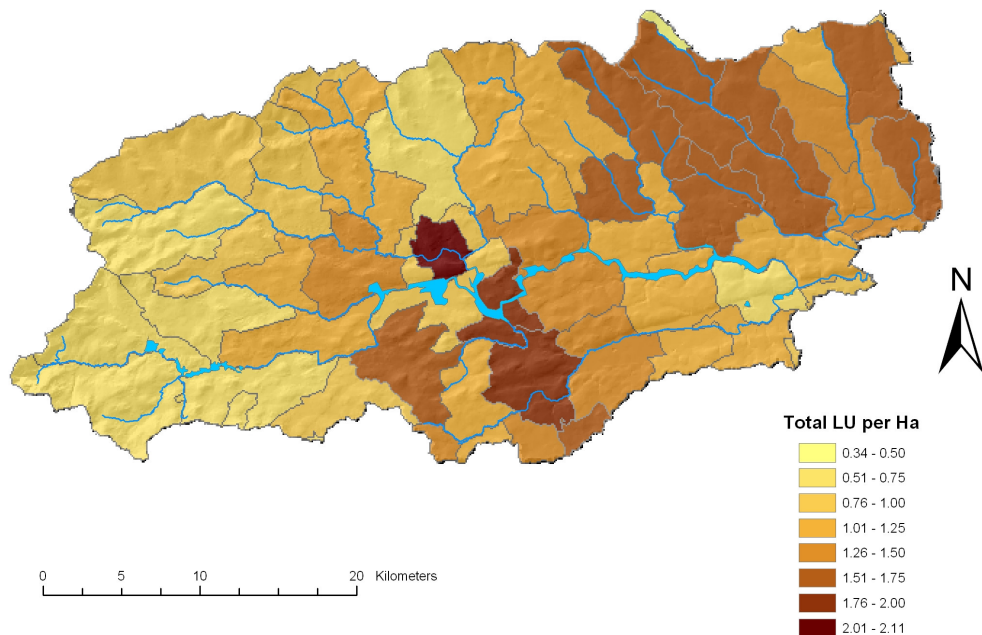 N
Total LU per Ha
0.34 - 0.50
0.51 - 0.75
0.76 - 1.00
1.01 - 1.25
1.26 - 1.50
1.51 - 1.75
1.76 - 2.00
2.01 - 2.11
0 5 10 20 Kilometers